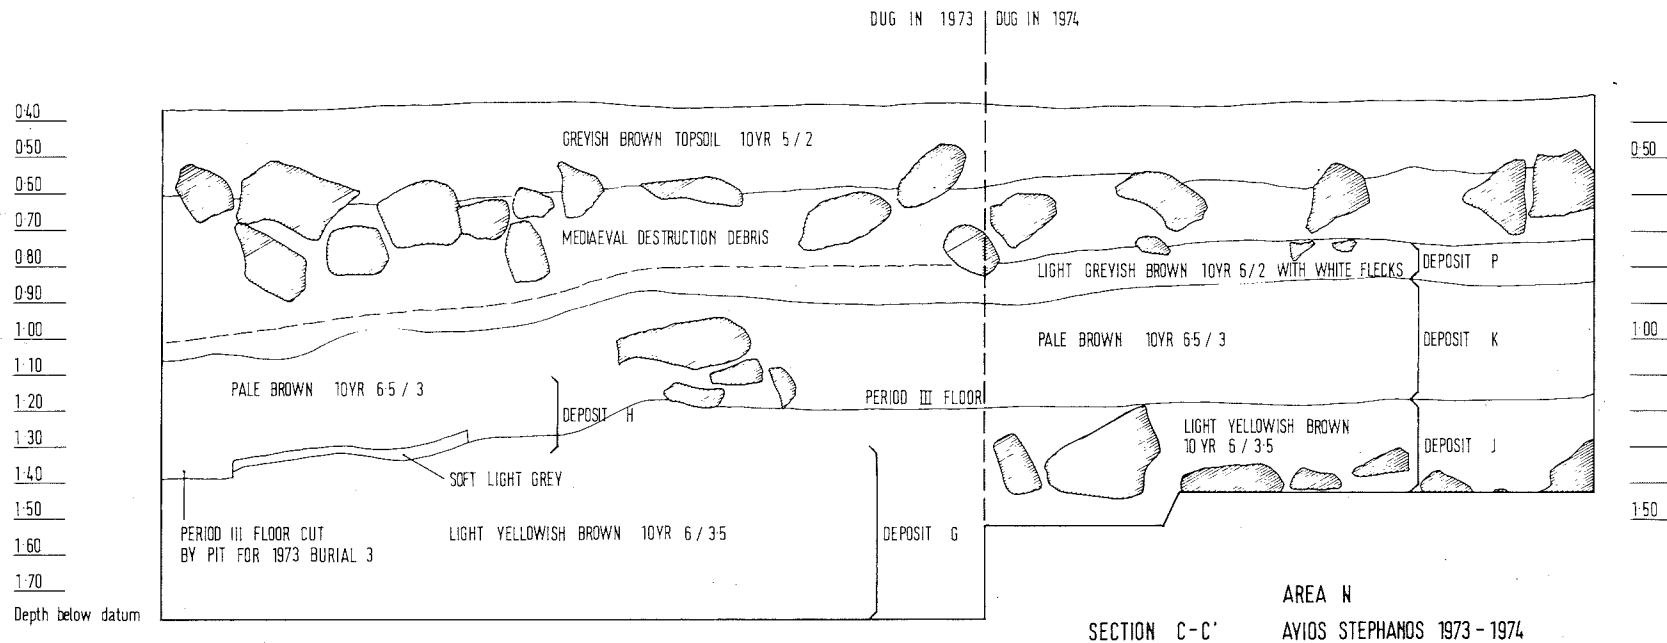 DUG IN 1973
DUG IN 1974
0·40
0·50
0·50
0·70
0·80
0·90
1·00
1·10
1·20
1·30
1·40
1·50
1·60
1·70
Depth below datum
GREYISH BROWN TOPSOIL 10YR 5/2
MEDIAEVAL DESTRUCTION DEBRIS
LIGHT GREYISH BROWN 10YR 6/2 WITH WHITE FLECKS
DEPOSIT P
PALE BROWN 10YR 6·5/3
DEPOSIT K
PALE BROWN 10YR 6·5/3
DEPOSIT H
PERIOD III FLOOR
LIGHT YELLOWISH BROWN
10YR 6/3·5
DEPOSIT J
SOFT LIGHT GREY
PERIOD III FLOOR CUT
BY PIT FOR 1973 BURIAL 3
LIGHT YELLOWISH BROWN 10YR 6/3·5
DEPOSIT G
0·50
1·00
1·50
AREA N
SECTION C-C'
AYIOS STEPHANOS 1973-1974